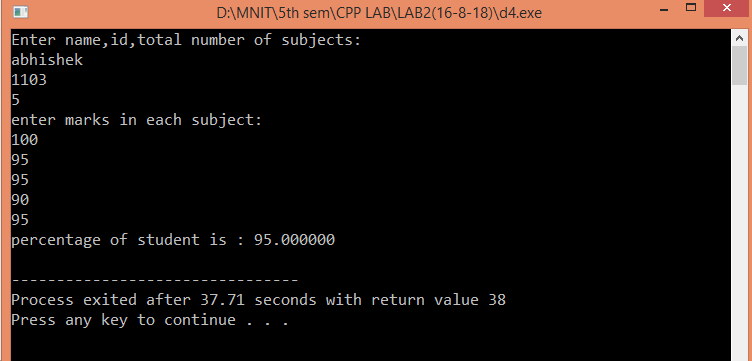 D:\MNIT\5th sem\CPP LAB\LAB2(16-8-18)\d4.exe
Enter name,id,total number of subjects:
abhishek
1103
5
enter marks in each subject:
100
95
95
90
95
percentage of student is : 95.000000
--------------------------------
Process exited after 37.71 seconds with return value 38
Press any key to continue . . .